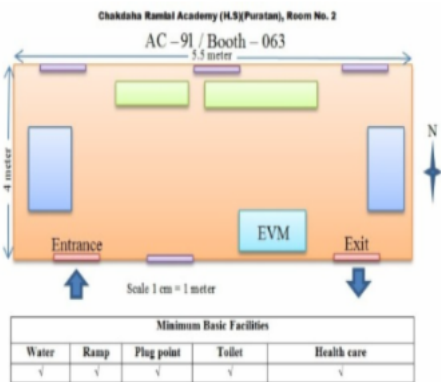 Chakdaha Ramlal Academy (H.S)(Puratan), Room No. 2
AC – 91 / Booth – 063
5.5 meter
4 meter
N
EVM
Entrance
Exit
Scale 1 cm = 1 meter
Minimum Basic Facilities
Water Ramp Plug point Toilet Health care
√ √ √ √ √